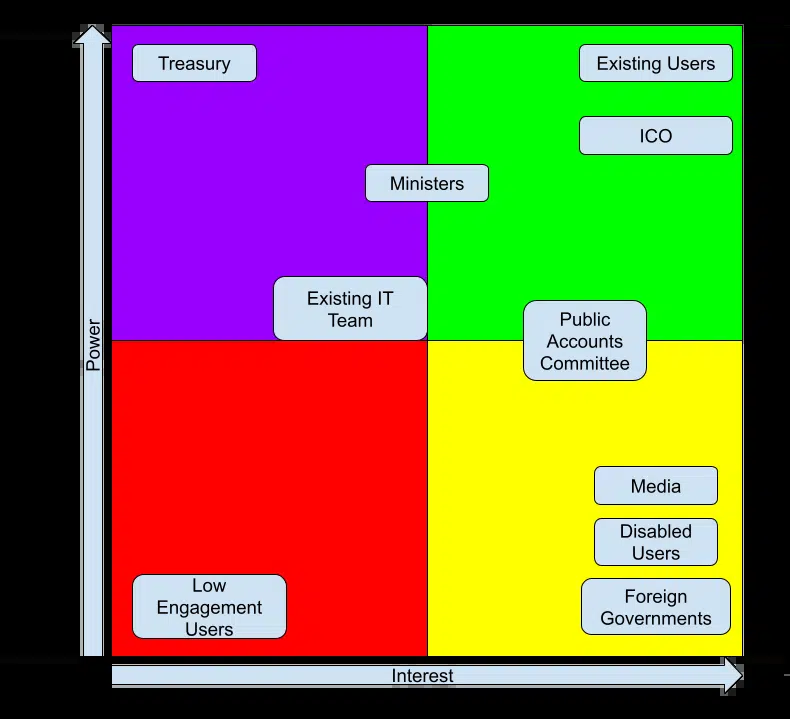 Treasury
Existing Users
ICO
Ministers
Existing IT
Team
Public
Accounts
Committee
Power
Media
Disabled
Users
Low
Engagement
Users
Foreign
Governments
Interest